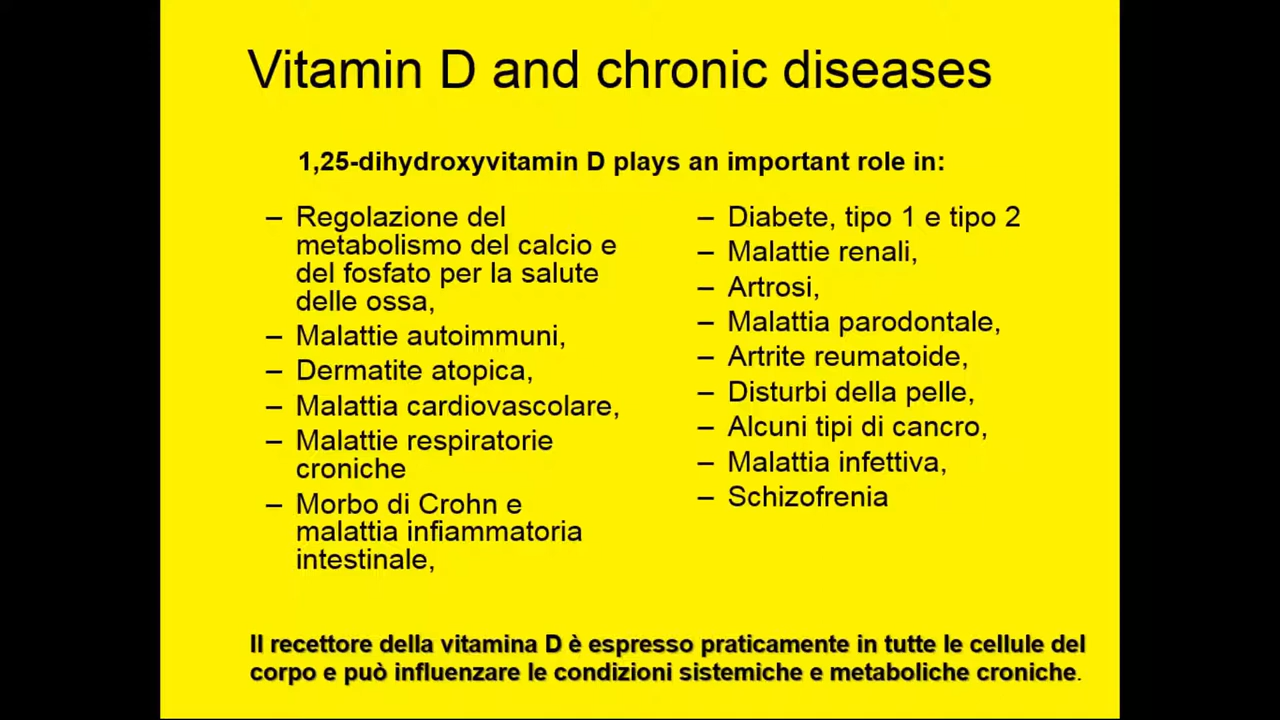 Vitamin D and chronic diseases
1,25-dihydroxyvitamin D plays an important role in:
– Regolazione del
metabolismo del calcio e
del fosfato per la salute
delle ossa,
– Malattie autoimmuni,
– Dermatite atopica,
– Malattia cardiovascolare,
– Malattie respiratorie
croniche
– Morbo di Crohn e
malattia infiammatoria
intestinale,
– Diabete, tipo 1 e tipo 2
– Malattie renali,
– Artrosi,
– Malattia parodontale,
– Artrite reumatoide,
– Disturbi della pelle,
– Alcuni tipi di cancro,
– Malattia infettiva,
– Schizofrenia
Il recettore della vitamina D è espresso praticamente in tutte le cellule del
corpo e può influenzare le condizioni sistemiche e metaboliche croniche.